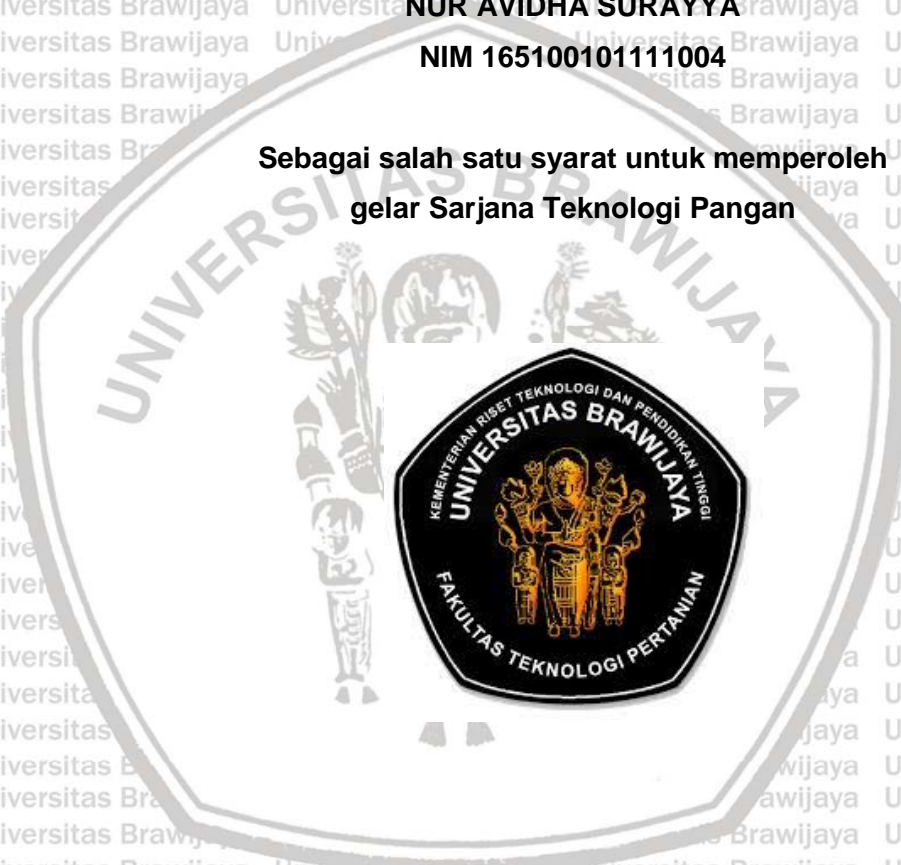 NUR AVIDHA SURAYYA
NIM 165100101111004
Sebagai salah satu syarat untuk memperoleh
gelar Sarjana Teknologi Pangan
UNIVERSITAS BRAWIJAYA
KEMENTERIAN RISET TEKNOLOGI DAN PENDIDIKAN TINGGI
UNIVERSITAS BRAWIJAYA
FAKULTAS TEKNOLOGI PERTANIAN